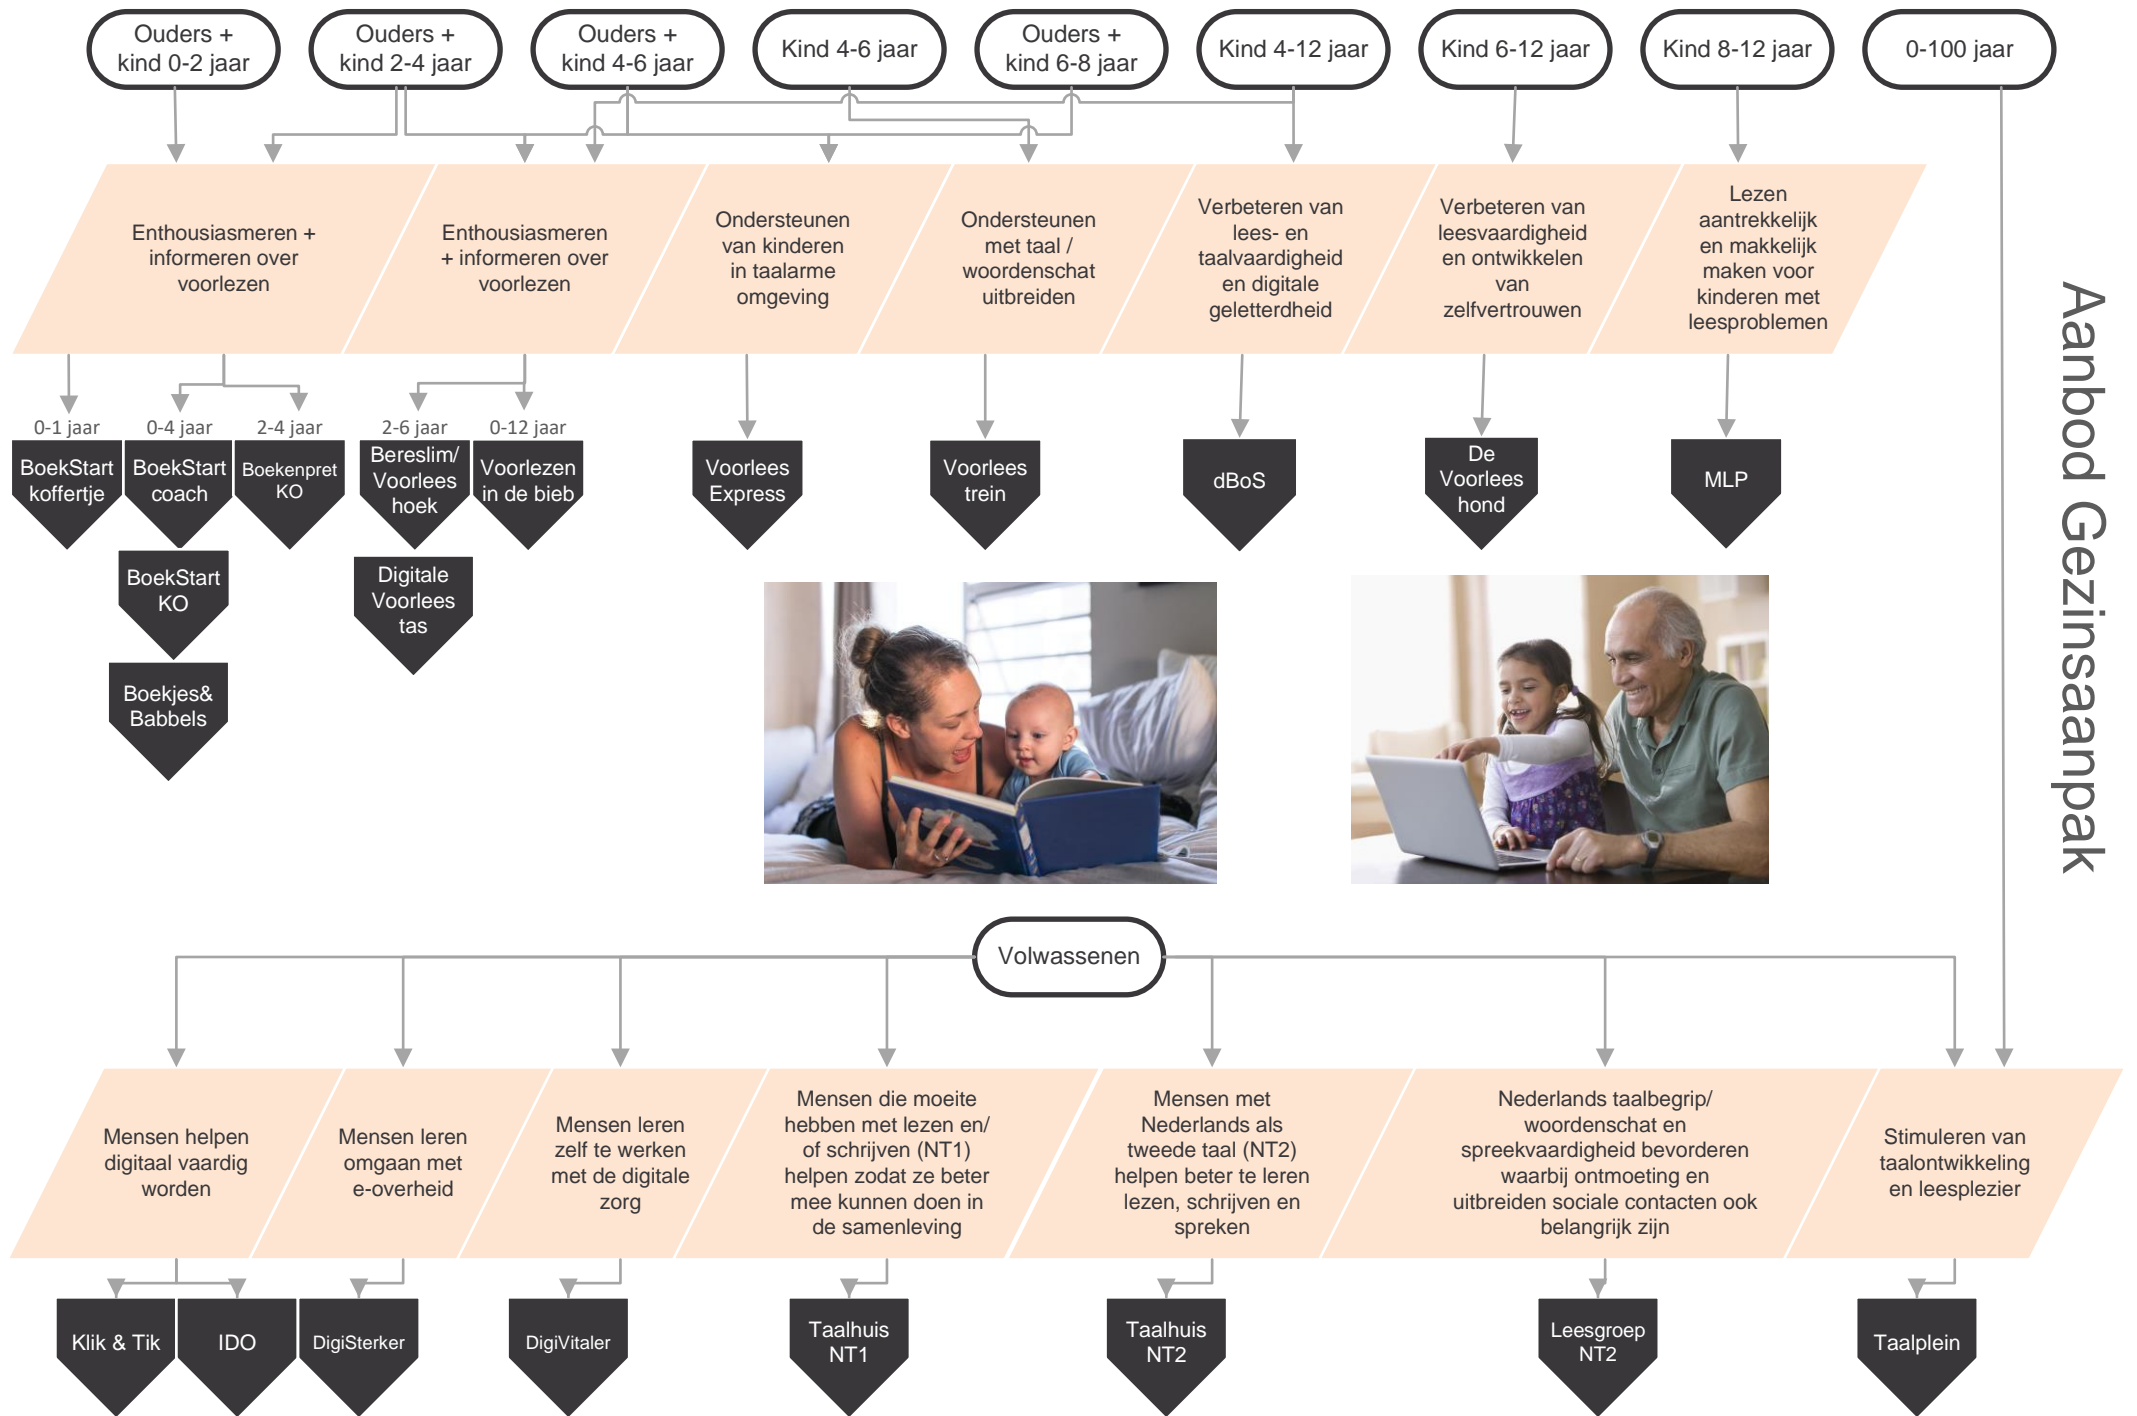 Ouders +
kind 0-2 jaar
Ouders +
kind 2-4 jaar
Ouders +
kind 4-6 jaar
Kind 4-6 jaar
Ouders +
kind 6-8 jaar
Kind 4-12 jaar
Kind 6-12 jaar
Kind 8-12 jaar
0-100 jaar
Enthousiasmeren +
informeren over
voorlezen
Enthousiasmeren
+ informeren over
voorlezen
Ondersteunen
van kinderen
in taalarme
omgeving
Ondersteunen
met taal /
woordenschat
uitbreiden
Verbeteren van
lees- en
taalvaardigheid
en digitale
geletterdheid
Verbeteren van
leesvaardigheid
en ontwikkelen
van
zelfvertrouwen
Lezen
aantrekkelijk
en makkelijk
maken voor
kinderen met
leesproblemen
Aanbod Gezinsaanpak
0-1 jaar
BoekStart
koffertje
0-4 jaar
BoekStart
coach
2-4 jaar
Boekenpret
KO
2-6 jaar
Bereslim/
Voorlees
hoek
0-12 jaar
Voorlezen
in de bieb
Voorlees
Express
Voorlees
trein
dBoS
De
Voorlees
hond
MLP
BoekStart
KO
Digitale
Voorlees
tas
Boekjes&
Babbels
Volwassenen
Mensen helpen
digitaal vaardig
worden
Mensen leren
omgaan met
e-overheid
Mensen leren
zelf te werken
met de digitale
zorg
Mensen die moeite
hebben met lezen en/
of schrijven (NT1)
helpen zodat ze beter
mee kunnen doen in
de samenleving
Mensen met
Nederlands als
tweede taal (NT2)
helpen beter te leren
lezen, schrijven en
spreken
Nederlands taalbegrip/
woordenschat en
spreekvaardigheid bevorderen
waarbij ontmoeting en
uitbreiden sociale contacten ook
belangrijk zijn
Stimuleren van
taalontwikkeling
en leesplezier
Klik & Tik
IDO
DigiSterker
DigiVitaler
Taalhuis
NT1
Taalhuis
NT2
Leesgroep
NT2
Taalplein